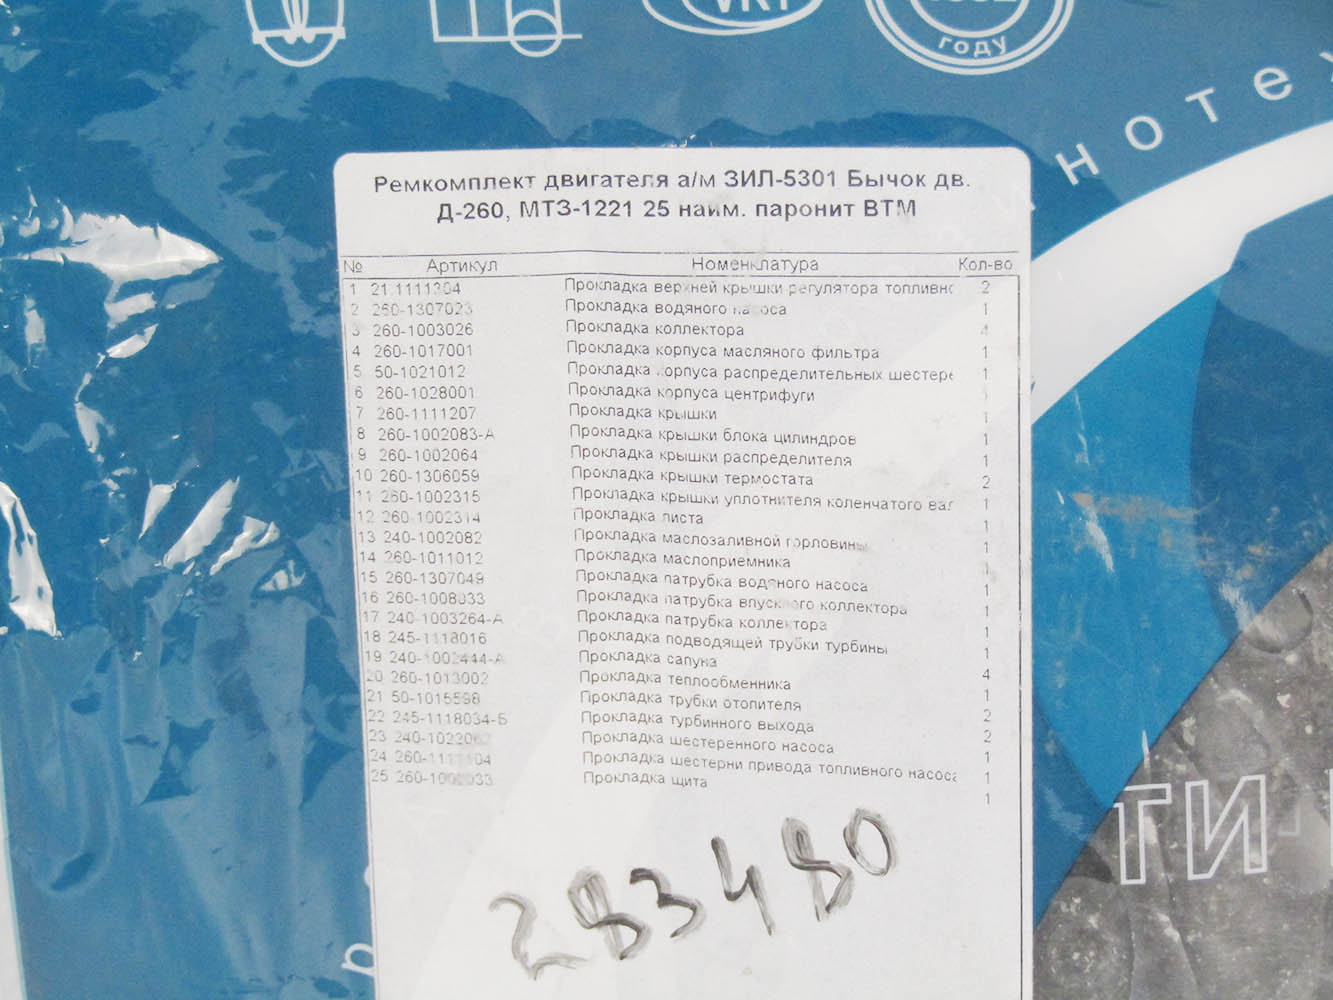 VKT
году
нотех
Ремкомплект двигателя а/м ЗИЛ-5301 Бычок дв.
Д-260, МТЗ-1221 25 наим. паронит ВТМ
№ Артикул Номенклатура Кол-во
1 21.1111304 Прокладка верхней крышки регулятора топливнс 2
2 260-1307023 Прокладка водяного насоса 1
3 260-1003026 Прокладка коллектора 4
4 260-1017001 Прокладка корпуса масляного фильтра 1
5 50-1021012 Прокладка корпуса распределительных шестере 1
6 260-1028001 Прокладка корпуса центрифуги 1
7 260-1111207 Прокладка крышки 1
8 260-1002083-А Прокладка крышки блока цилиндров 1
9 260-1002064 Прокладка крышки распределителя 1
10 260-1306059 Прокладка крышки термостата 2
11 260-1002315 Прокладка крышки уплотнителя коленчатого вал 1
12 260-1002314 Прокладка листа 1
13 240-1002082 Прокладка маслозаливной горловины 1
14 260-1011012 Прокладка маслоприемника 1
15 260-1307049 Прокладка патрубка водяного насоса 1
16 260-1008033 Прокладка патрубка впускного коллектора 1
17 240-1003264-А Прокладка патрубка коллектора 1
18 245-1118016 Прокладка подводящей трубки турбины 1
19 240-1002444-А Прокладка сапуна 4
20 260-1013002 Прокладка теплообменника 1
21 50-1015598 Прокладка трубки отопителя 2
22 245-1118034-Б Прокладка турбинного выхода 2
23 240-1022062 Прокладка шестеренного насоса 1
24 Прокладка шестерни привода топливного насоса 1
25 Прокладка щита 1
283480
ТИ